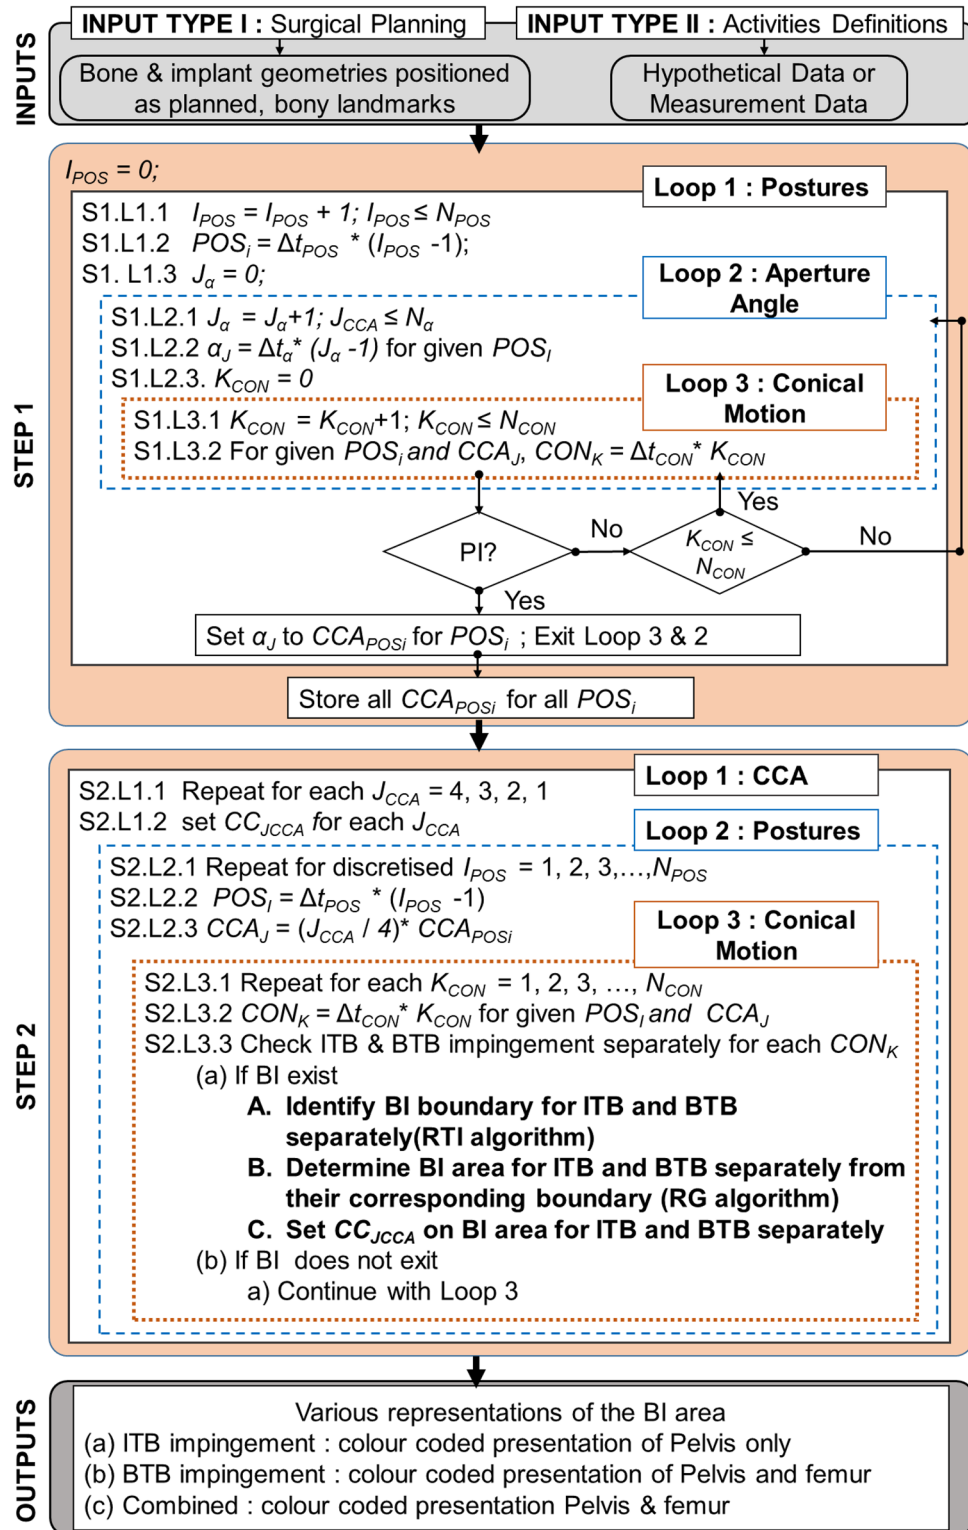 INPUTS
INPUT TYPE I : Surgical Planning
INPUT TYPE II : Activities Definitions
Bone & implant geometries positioned
as planned, bony landmarks
Hypothetical Data or
Measurement Data
STEP 1
I_POS = 0;
Loop 1 : Postures
S1.L1.1 I_POS = I_POS + 1; I_POS ≤ N_POS
S1.L1.2 POS_i = Δt_POS * (I_POS -1);
S1. L1.3 J_α = 0;
Loop 2 : Aperture
Angle
S1.L2.1 J_α = J_α+1; J_CCA ≤ N_α
S1.L2.2 α_J = Δt_α* (J_α -1) for given POS_I
S1.L2.3. K_CON = 0
Loop 3 : Conical
Motion
S1.L3.1 K_CON = K_CON+1; K_CON ≤ N_CON
S1.L3.2 For given POS_i and CCA_J, CON_K = Δt_CON* K_CON
PI?
No
K_CON ≤
N_CON
Yes
No
Yes
Set α_J to CCA_POSi for POS_i ; Exit Loop 3 & 2
Store all CCA_POSi for all POS_i
STEP 2
Loop 1 : CCA
S2.L1.1 Repeat for each J_CCA = 4, 3, 2, 1
S2.L1.2 set CC_JCCA for each J_CCA
Loop 2 : Postures
S2.L2.1 Repeat for discretised I_POS = 1, 2, 3,…,N_POS
S2.L2.2 POS_I = Δt_POS * (I_POS -1)
S2.L2.3 CCA_J = (J_CCA / 4)* CCA_POSi
Loop 3 : Conical
Motion
S2.L3.1 Repeat for each K_CON = 1, 2, 3, …, N_CON
S2.L3.2 CON_K = Δt_CON* K_CON for given POS_I and CCA_J
S2.L3.3 Check ITB & BTB impingement separately for each CON_K
(a) If BI exist
A. Identify BI boundary for ITB and BTB
separately(RTI algorithm)
B. Determine BI area for ITB and BTB separately from
their corresponding boundary (RG algorithm)
C. Set CC_JCCA on BI area for ITB and BTB separately
(b) If BI does not exit
a) Continue with Loop 3
OUTPUTS
Various representations of the BI area
(a) ITB impingement : colour coded presentation of Pelvis only
(b) BTB impingement : colour coded presentation of Pelvis and femur
(c) Combined : colour coded presentation Pelvis & femur